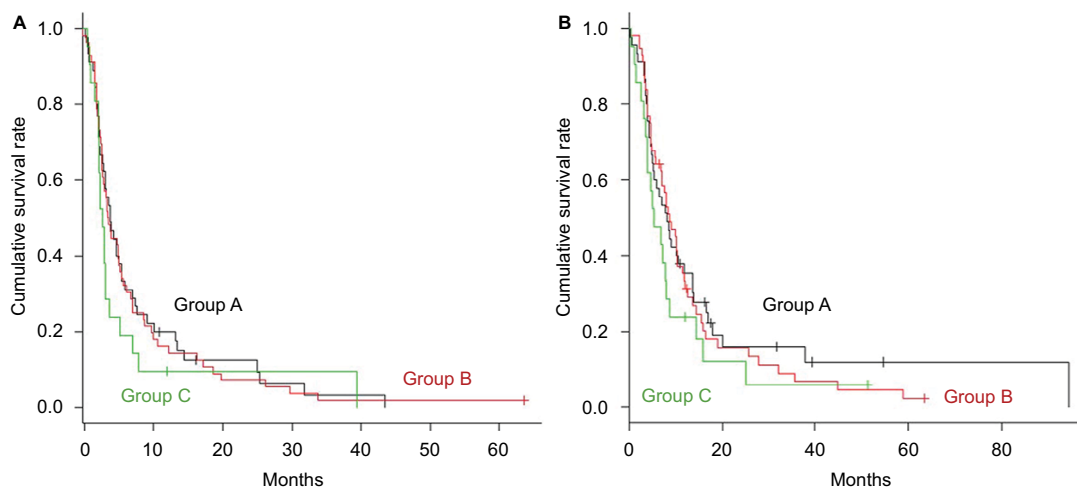 A
Cumulative survival rate
1.0
0.8
0.6
0.4
0.2
0.0
Group A
Group B
Group C
0 10 20 30 40 50 60
Months
B
Cumulative survival rate
1.0
0.8
0.6
0.4
0.2
0.0
Group A
Group C
Group B
0 20 40 60 80
Months